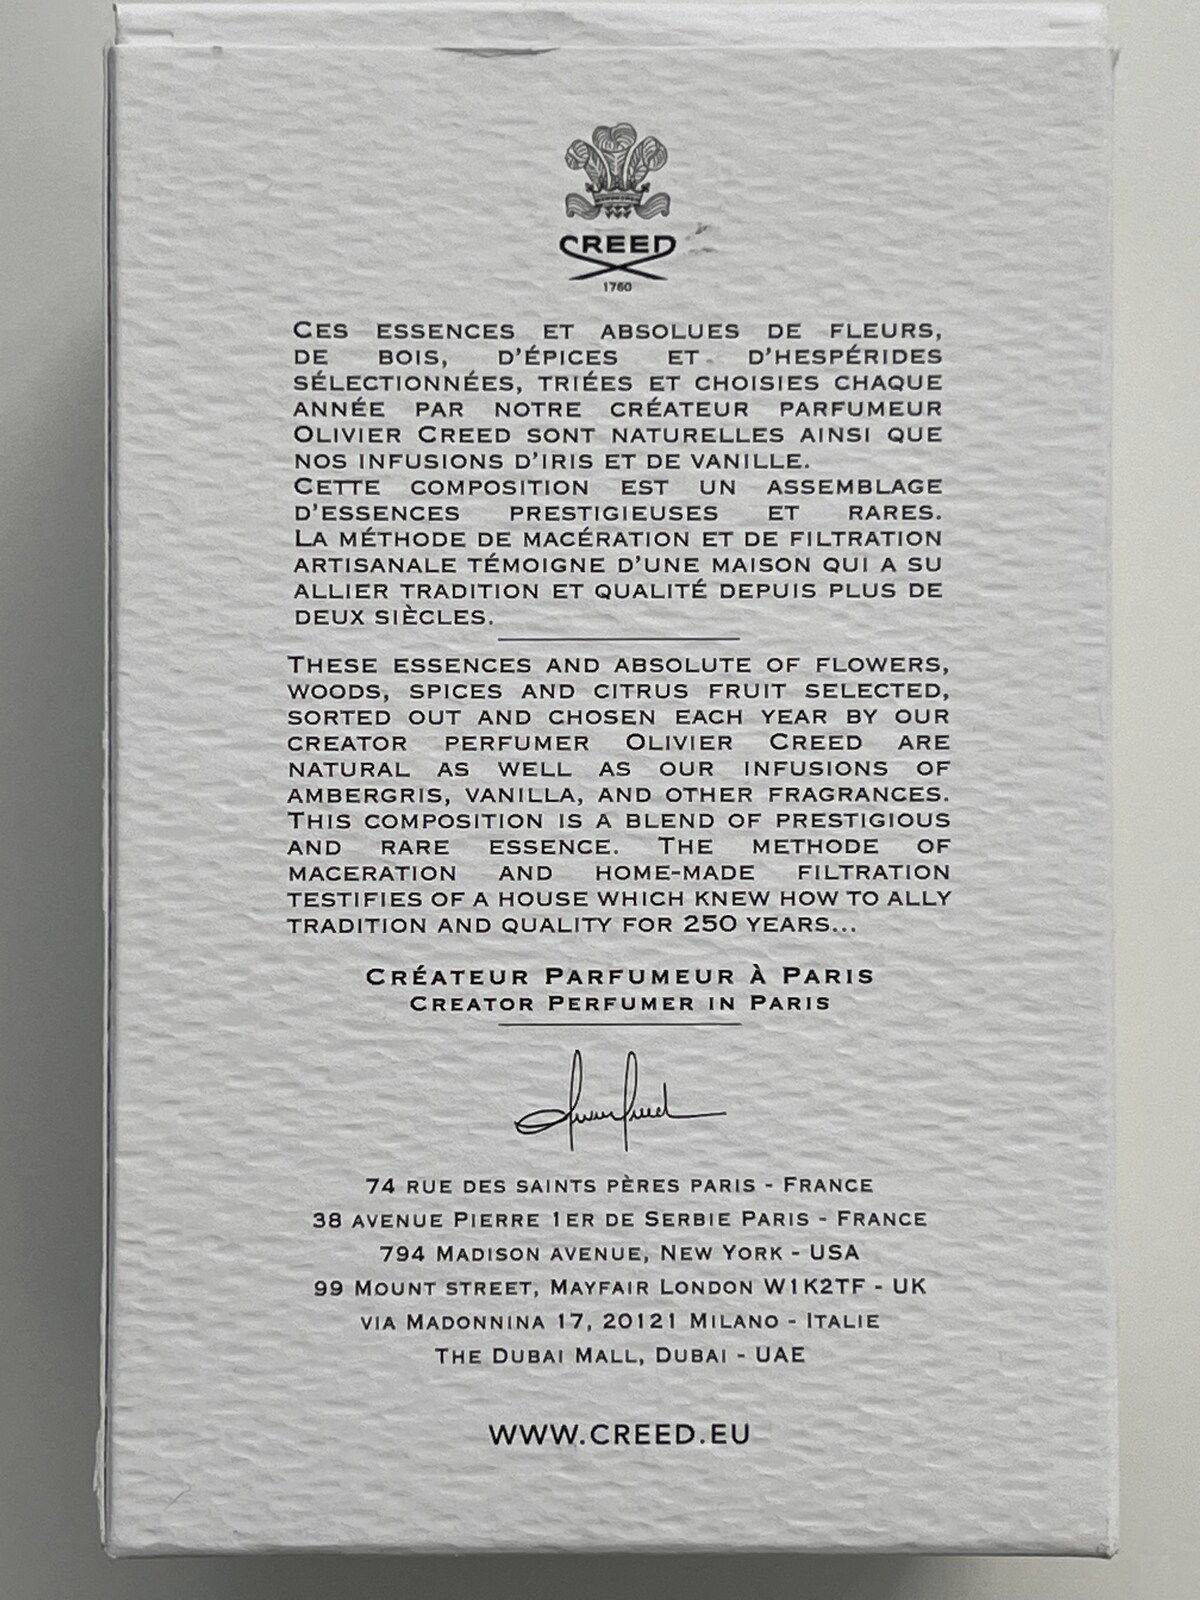 CREED
1760
CES ESSENCES ET ABSOLUES DE FLEURS,
DE BOIS, D'ÉPICES ET D'HESPÉRIDES
SÉLECTIONNÉES, TRIÉES ET CHOISIES CHAQUE
ANNÉE PAR NOTRE CRÉATEUR PARFUMEUR
OLIVIER CREED SONT NATURELLES AINSI QUE
NOS INFUSIONS D'IRIS ET DE VANILLE.
CETTE COMPOSITION EST UN ASSEMBLAGE
D'ESSENCES PRESTIGIEUSES ET RARES.
LA MÉTHODE DE MACÉRATION ET DE FILTRATION
ARTISANALE TÉMOIGNE D'UNE MAISON QUI A SU
ALLIER TRADITION ET QUALITÉ DEPUIS PLUS DE
DEUX SIÈCLES.
THESE ESSENCES AND ABSOLUTE OF FLOWERS,
WOODS, SPICES AND CITRUS FRUIT SELECTED,
SORTED OUT AND CHOSEN EACH YEAR BY OUR
CREATOR PERFUMER OLIVIER CREED ARE
NATURAL AS WELL AS OUR INFUSIONS OF
AMBERGRIS, VANILLA, AND OTHER FRAGRANCES.
THIS COMPOSITION IS A BLEND OF PRESTIGIOUS
AND RARE ESSENCE. THE METHODE OF
MACERATION AND HOME-MADE FILTRATION
TESTIFIES OF A HOUSE WHICH KNEW HOW TO ALLY
TRADITION AND QUALITY FOR 250 YEARS...
CRÉATEUR PARFUMEUR À PARIS
CREATOR PERFUMER IN PARIS
74 RUE DES SAINTS PÈRES PARIS - FRANCE
38 AVENUE PIERRE 1ER DE SERBIE PARIS - FRANCE
794 MADISON AVENUE, NEW YORK - USA
99 MOUNT STREET, MAYFAIR LONDON W1K2TF - UK
VIA MADONNINA 17, 20121 MILANO - ITALIE
THE DUBAI MALL, DUBAI - UAE
WWW.CREED.EU